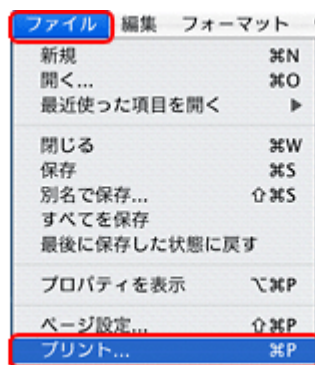 ファイル 編集 フォーマット
新規 ⌘N
開く... ⌘O
最近使った項目を開く ▶
閉じる ⌘W
保存 ⌘S
別名で保存... ⇧⌘S
すべてを保存
最後に保存した状態に戻す
プロパティを表示 ⌥⌘P
ページ設定... ⇧⌘P
プリント... ⌘P